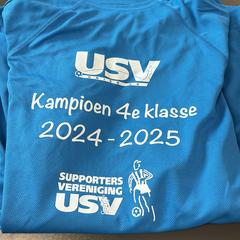 USV
Kampioen 4e klasse
2024-2025
SUPPORTERS
VERENIGING
USV